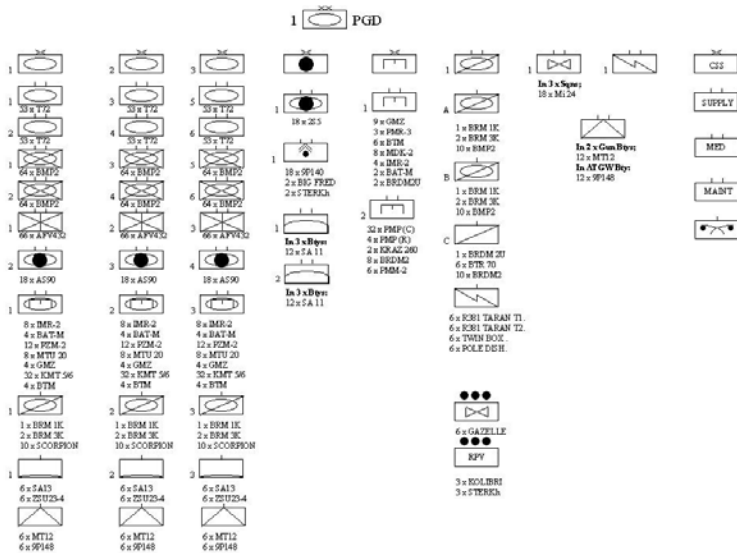 1 PGD
1
53 x T72
1
53 x T72
2
64 x BMP2
1
64 x BMP2
2
66 x AFV432
1
18 x AS90
2
1
8 x IMR-2
4 x BAT-M
12 x PZM-2
8 x MTU 20
4 x GMZ
32 x KMT 5/6
4 x BTM
1
1 x BRM 1K
2 x BRM 3K
10 x SCORPION
1
6 x SA13
6 x ZSU23-4
6 x MT12
6 x 9P148
2
3
53 x T72
4
53 x T72
3
64 x BMP2
4
64 x BMP2
2
66 x AFV432
3
18 x AS90
2
8 x IMR-2
4 x BAT-M
12 x PZM-2
8 x MTU 20
4 x GMZ
32 x KMT 5/6
4 x BTM
2
1 x BRM 1K
2 x BRM 3K
10 x SCORPION
2
6 x SA13
6 x ZSU23-4
6 x MT12
6 x 9P148
3
5
53 x T72
6
53 x T72
5
64 x BMP2
6
64 x BMP2
3
66 x AFV432
4
18 x AS90
3
8 x IMR-2
4 x BAT-M
12 x PZM-2
8 x MTU 20
4 x GMZ
32 x KMT 5/6
4 x BTM
3
1 x BRM 1K
2 x BRM 3K
10 x SCORPION
3
6 x SA13
6 x ZSU23-4
6 x MT12
6 x 9P148
1
18 x 2S5
1
18 x 9P140
2 x BIG FRED
2 x STERKh
1
In 3 x Btys:
12 x SA 11
2
In 3 x Btys:
12 x SA 11
1
9 x GMZ
3 x PMR-3
6 x BTM
8 x MDK-2
4 x IMR-2
2 x BAT-M
2 x BRDM2U
2
32 x PMP (C)
4 x PMP (R)
2 x KRAZ 260
8 x BRDM2
6 x PMM-2
1
A
1 x BRM 1K
2 x BRM 3K
10 x BMP2
B
1 x BRM 1K
2 x BRM 3K
10 x BMP2
C
1 x BRDM 2U
6 x BTR 70
10 x BRDM2
6 x R381 TARAN T1.
6 x R381 TARAN T2.
6 x TWIN BOX.
6 x POLE DISH.
6 x GAZELLE
RPV
3 x KOLIBRI
3 x STERKh
1
In 3 x Sqns;
18 x Mi24
1
In 2 x Gun Btys:
12 x MT12
In ATGW Bty:
12 x 9P148
CSS
SUPPLY
MED
MAINT